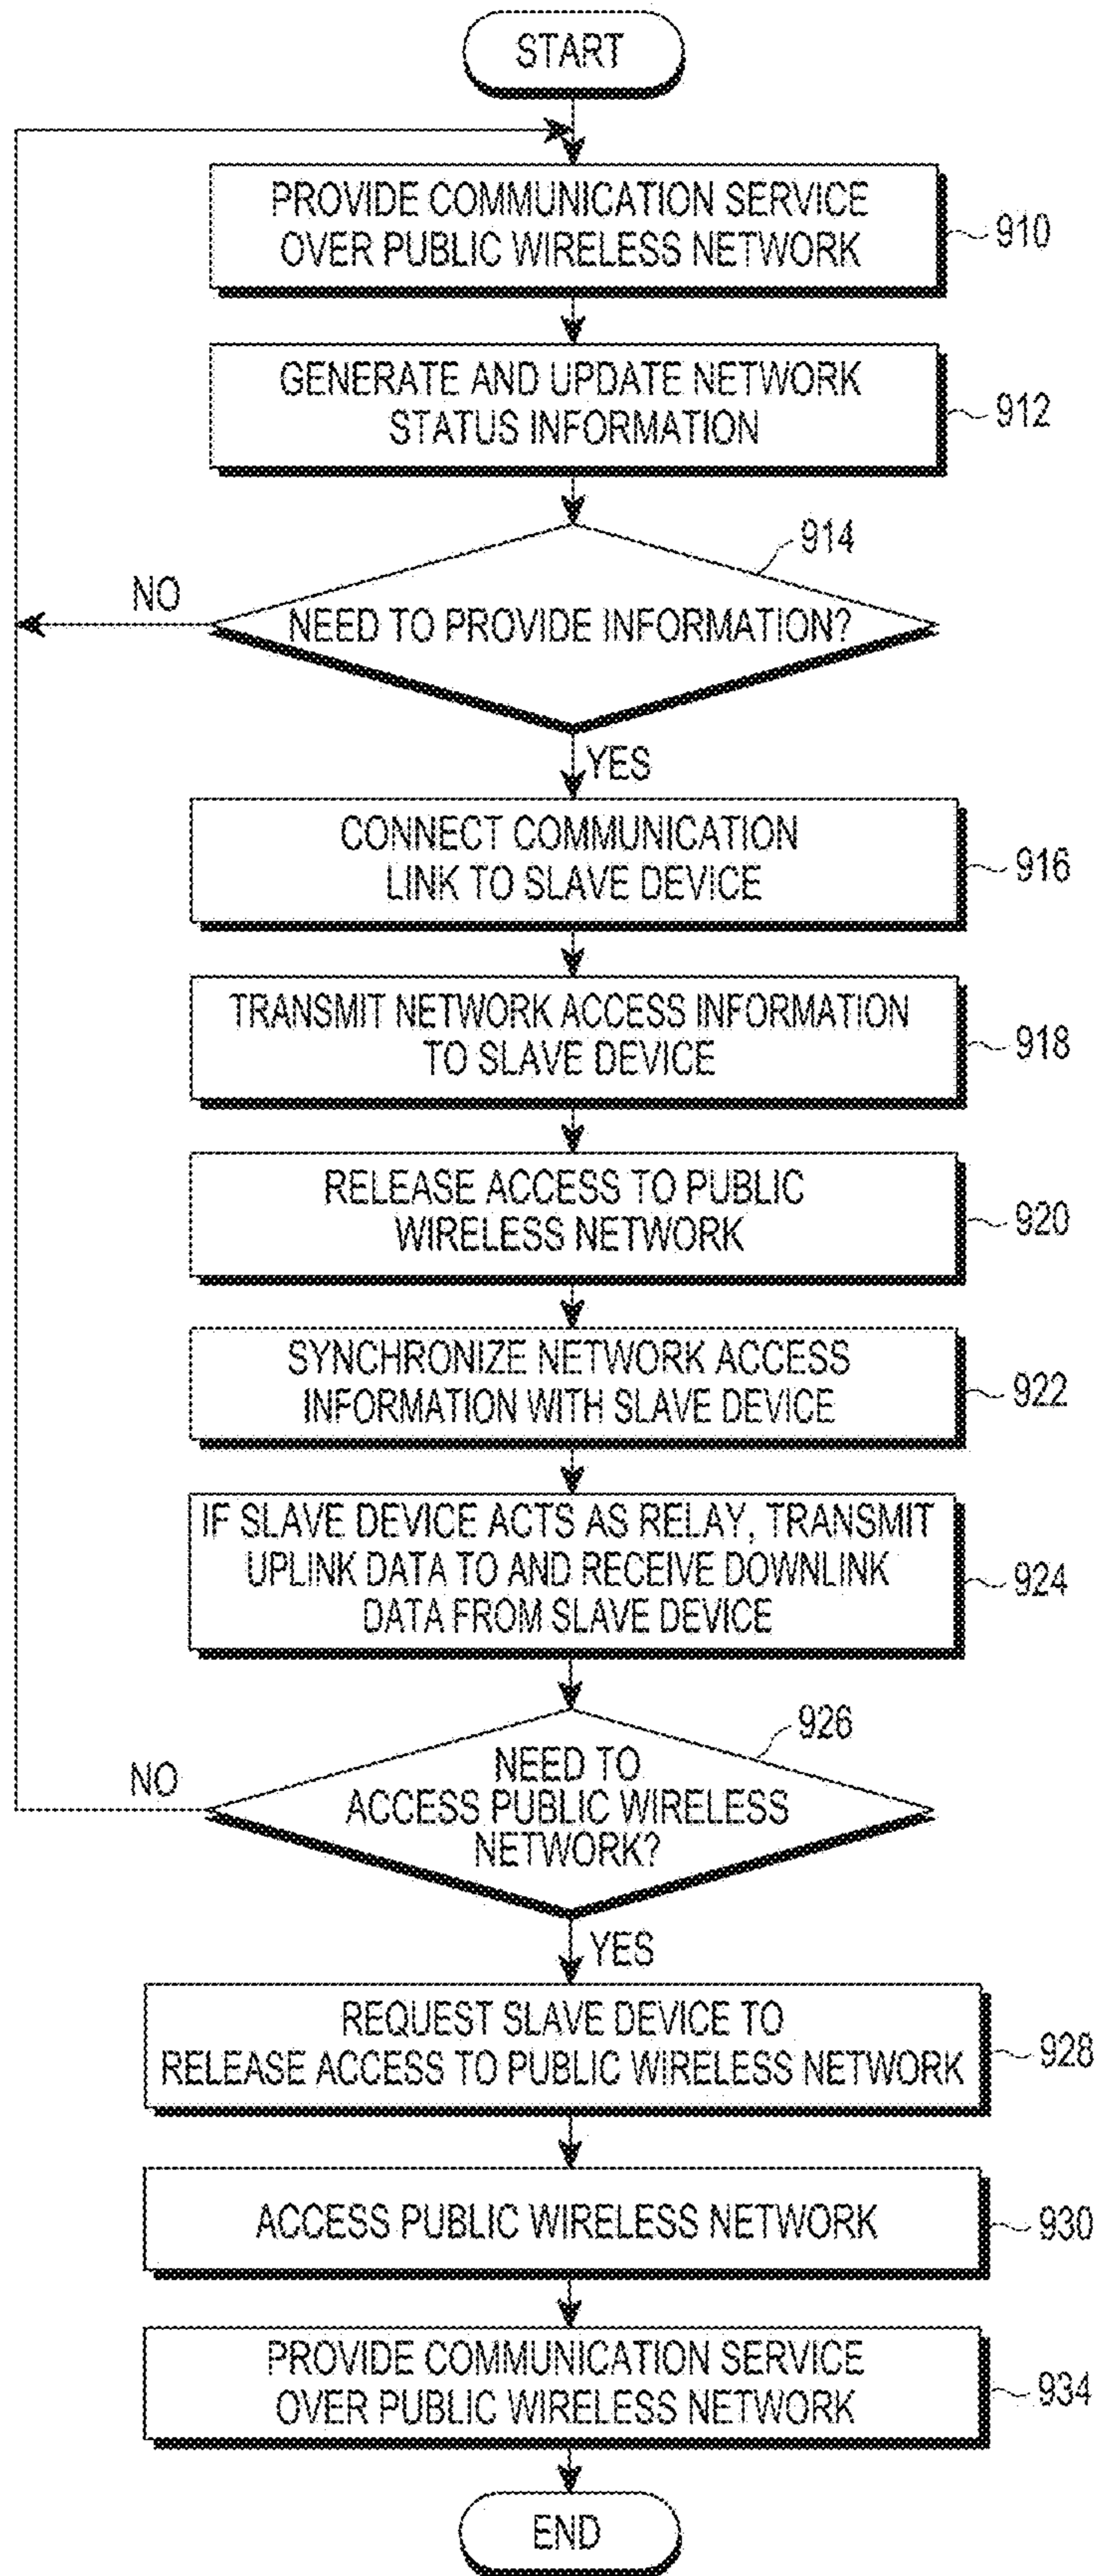 START
PROVIDE COMMUNICATION SERVICE
OVER PUBLIC WIRELESS NETWORK
910
GENERATE AND UPDATE NETWORK
STATUS INFORMATION
912
914
NO
NEED TO PROVIDE INFORMATION?
YES
CONNECT COMMUNICATION
LINK TO SLAVE DEVICE
916
TRANSMIT NETWORK ACCESS INFORMATION
TO SLAVE DEVICE
918
RELEASE ACCESS TO PUBLIC
WIRELESS NETWORK
920
SYNCHRONIZE NETWORK ACCESS
INFORMATION WITH SLAVE DEVICE
922
IF SLAVE DEVICE ACTS AS RELAY, TRANSMIT
UPLINK DATA TO AND RECEIVE DOWNLINK
DATA FROM SLAVE DEVICE
924
926
NO
NEED TO
ACCESS PUBLIC WIRELESS
NETWORK?
YES
REQUEST SLAVE DEVICE TO
RELEASE ACCESS TO PUBLIC WIRELESS NETWORK
928
ACCESS PUBLIC WIRELESS NETWORK
930
PROVIDE COMMUNICATION SERVICE
OVER PUBLIC WIRELESS NETWORK
934
END